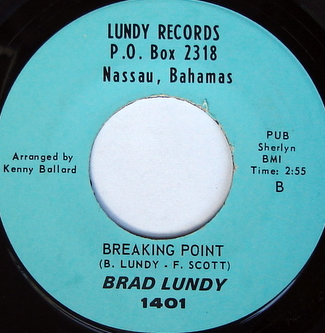 LUNDY RECORDS
P.O. Box 2318
Nassau, Bahamas
Arranged by
Kenny Ballard
PUB
Sherlyn
BMI
Time: 2:55
B
BREAKING POINT
(B. LUNDY - F. SCOTT)
BRAD LUNDY
1401